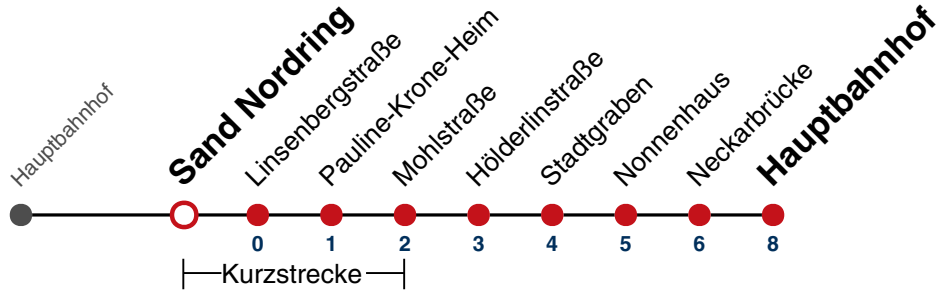 Hauptbahnhof
Sand Nordring
Linsenbergstraße
Pauline-Krone-Heim
Mohlstraße
Hölderlinstraße
Stadtgraben
Nonnenhaus
Neckarbrücke
Hauptbahnhof
0 1 2 3 4 5 6 8
Kurzstrecke